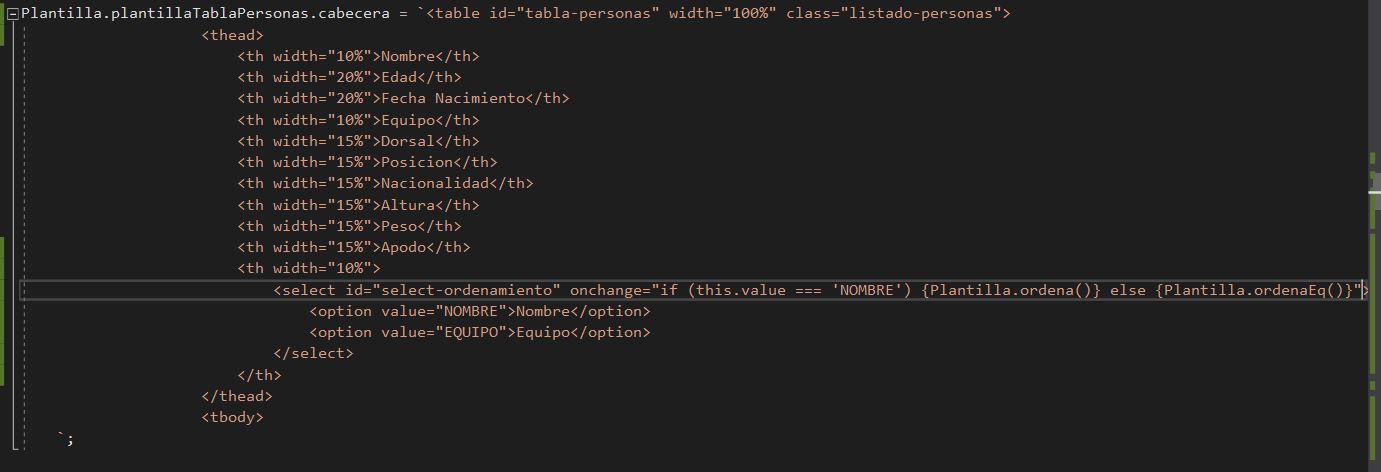 Plantilla.plantillaTablaPersonas.cabecera = `<table id="tabla-personas" width="100%" class="listado-personas">
<thead>
<th width="10%">Nombre</th>
<th width="20%">Edad</th>
<th width="20%">Fecha Nacimiento</th>
<th width="10%">Equipo</th>
<th width="15%">Dorsal</th>
<th width="15%">Posicion</th>
<th width="15%">Nacionalidad</th>
<th width="15%">Altura</th>
<th width="15%">Peso</th>
<th width="15%">Apodo</th>
<th width="10%">
<select id="select-ordenamiento" onchange="if (this.value === 'NOMBRE') {Plantilla.ordena()} else {Plantilla.ordenaEq()}">
<option value="NOMBRE">Nombre</option>
<option value="EQUIPO">Equipo</option>
</select>
</th>
</thead>
<tbody>
`;